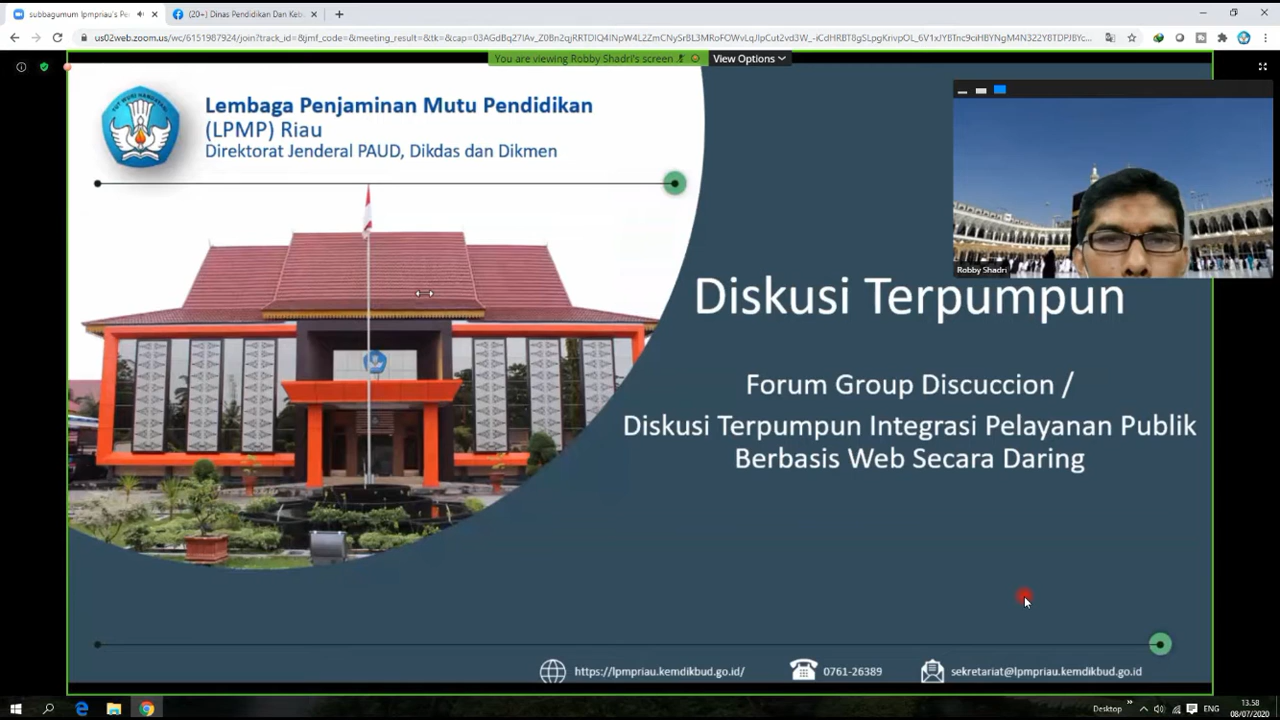 subbagumum lpmpriau's Pe
(20+) Dinas Pendidikan Dan Keb
You are viewing Robby Shadri's screen
View Options
Lembaga Penjaminan Mutu Pendidikan
(LPMP) Riau
Direktorat Jenderal PAUD, Dikdas dan Dikmen
Robby Shadri
Diskusi Terpumpun
Forum Group Discuccion /
Diskusi Terpumpun Integrasi Pelayanan Publik
Berbasis Web Secara Daring
https://lpmpriau.kemdikbud.go.id/
0761-26389
sekretariat@lpmpriau.kemdikbud.go.id
Desktop
ENG
13.58
08/07/2020